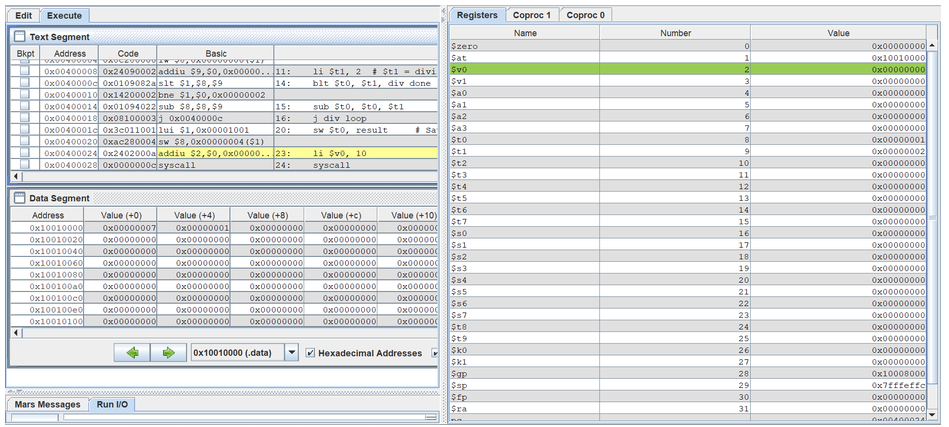 Edit Execute
Text Segment
Bkpt Address Code Basic
0x00400008 0x24090002 addiu $9,$0,0x00000.. 11: li $t1, 2 # $t1 = divi
0x0040000c 0x0109082a slt $1,$8,$9 14: blt $t0, $t1, div done
0x00400010 0x14200002 bne $1,$0,0x00000002
0x00400014 0x01094022 sub $8,$8,$9 15: sub $t0, $t0, $t1
0x00400018 0x08100003 j 0x0040000c 16: j div loop
0x0040001c 0x3c011001 lui $1,0x00001001 20: sw $t0, result # Sa
0x00400020 0xac280004 sw $8,0x00000004($1)
0x00400024 0x2402000a addiu $2,$0,0x00000.. 23: li $v0, 10
0x00400028 0x0000000c syscall 24: syscall
Data Segment
Address Value (+0) Value (+4) Value (+8) Value (+c) Value (+10)
0x10010000 0x00000007 0x00000001 0x00000000 0x00000000 0x0000
0x10010020 0x00000000 0x00000000 0x00000000 0x00000000 0x0000
0x10010040 0x00000000 0x00000000 0x00000000 0x00000000 0x0000
0x10010060 0x00000000 0x00000000 0x00000000 0x00000000 0x0000
0x10010080 0x00000000 0x00000000 0x00000000 0x00000000 0x0000
0x100100a0 0x00000000 0x00000000 0x00000000 0x00000000 0x0000
0x100100c0 0x00000000 0x00000000 0x00000000 0x00000000 0x0000
0x100100e0 0x00000000 0x00000000 0x00000000 0x00000000 0x0000
0x10010100 0x00000000 0x00000000 0x00000000 0x00000000 0x0000
0x10010000 (.data) Hexadecimal Addresses
Mars Messages Run I/O
Registers Coproc 1 Coproc 0
Name Number Value
$zero 0 0x00000000
$at 1 0x10010000
$v0 2 0x00000000
$v1 3 0x00000000
$a0 4 0x00000000
$a1 5 0x00000000
$a2 6 0x00000000
$a3 7 0x00000000
$t0 8 0x00000001
$t1 9 0x00000002
$t2 10 0x00000000
$t3 11 0x00000000
$t4 12 0x00000000
$t5 13 0x00000000
$t6 14 0x00000000
$t7 15 0x00000000
$s0 16 0x00000000
$s1 17 0x00000000
$s2 18 0x00000000
$s3 19 0x00000000
$s4 20 0x00000000
$s5 21 0x00000000
$s6 22 0x00000000
$s7 23 0x00000000
$t8 24 0x00000000
$t9 25 0x00000000
$k0 26 0x00000000
$k1 27 0x00000000
$gp 28 0x10008000
$sp 29 0x7fffeffc
$fp 30 0x00000000
$ra 31 0x00000000
pc 0x00400024